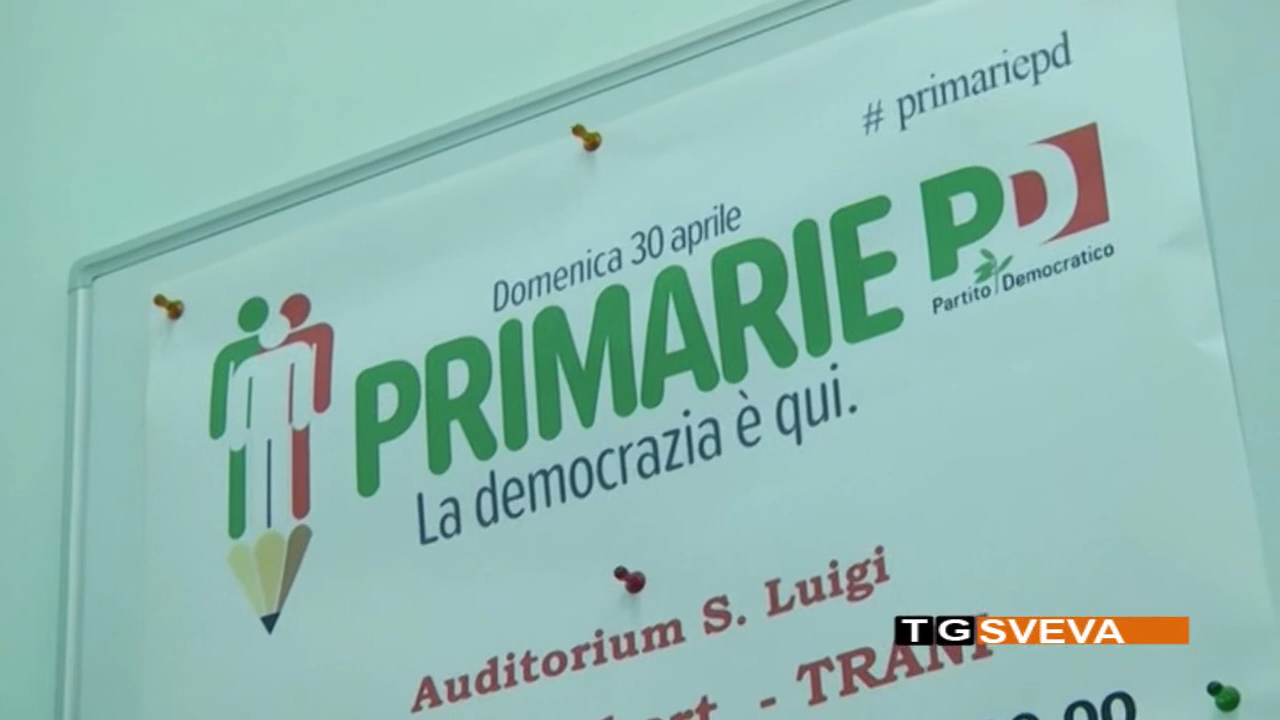 # primariepd
Domenica 30 aprile
PRIMARIE PD
Partito Democratico
La democrazia è qui.
Auditorium S. Luigi
- TRANI
TGSVEVA